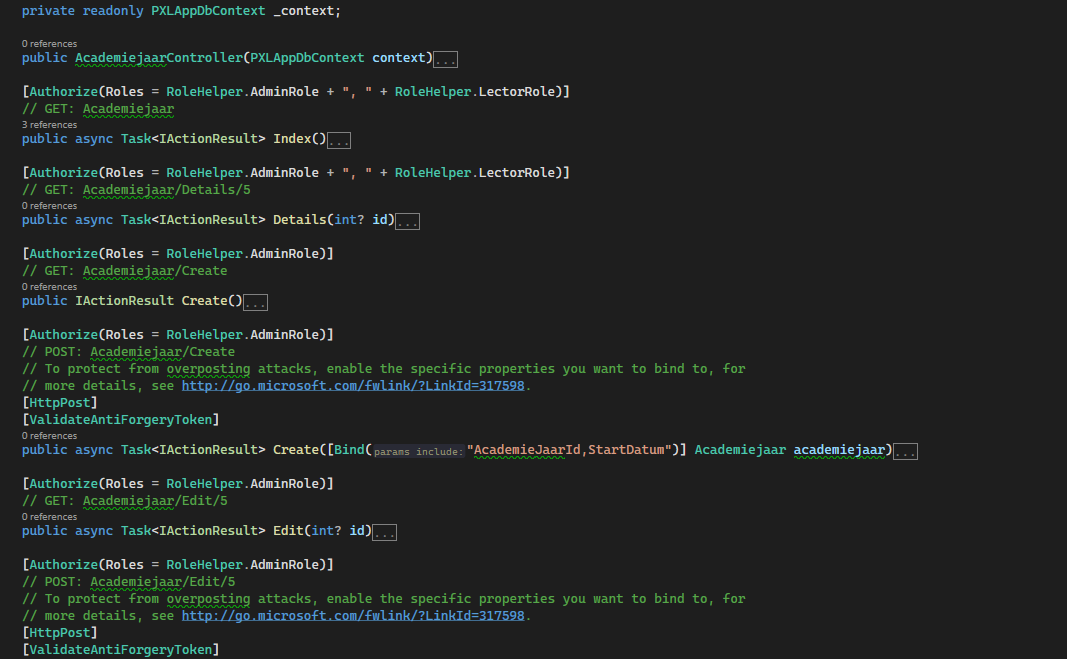 private readonly PXLAppDbContext _context;
0 references
public AcademiejaarController(PXLAppDbContext context)...
[Authorize(Roles = RoleHelper.AdminRole + ", " + RoleHelper.LectorRole)]
// GET: Academiejaar
3 references
public async Task<IActionResult> Index()...
[Authorize(Roles = RoleHelper.AdminRole + ", " + RoleHelper.LectorRole)]
// GET: Academiejaar/Details/5
0 references
public async Task<IActionResult> Details(int? id)...
[Authorize(Roles = RoleHelper.AdminRole)]
// GET: Academiejaar/Create
0 references
public IActionResult Create()...
[Authorize(Roles = RoleHelper.AdminRole)]
// POST: Academiejaar/Create
// To protect from overposting attacks, enable the specific properties you want to bind to, for
// more details, see http://go.microsoft.com/fwlink/?LinkId=317598.
[HttpPost]
[ValidateAntiForgeryToken]
0 references
public async Task<IActionResult> Create([Bind(params include:"AcademieJaarId,StartDatum")] Academiejaar academiejaar)...
[Authorize(Roles = RoleHelper.AdminRole)]
// GET: Academiejaar/Edit/5
0 references
public async Task<IActionResult> Edit(int? id)...
[Authorize(Roles = RoleHelper.AdminRole)]
// POST: Academiejaar/Edit/5
// To protect from overposting attacks, enable the specific properties you want to bind to, for
// more details, see http://go.microsoft.com/fwlink/?LinkId=317598.
[HttpPost]
[ValidateAntiForgeryToken]